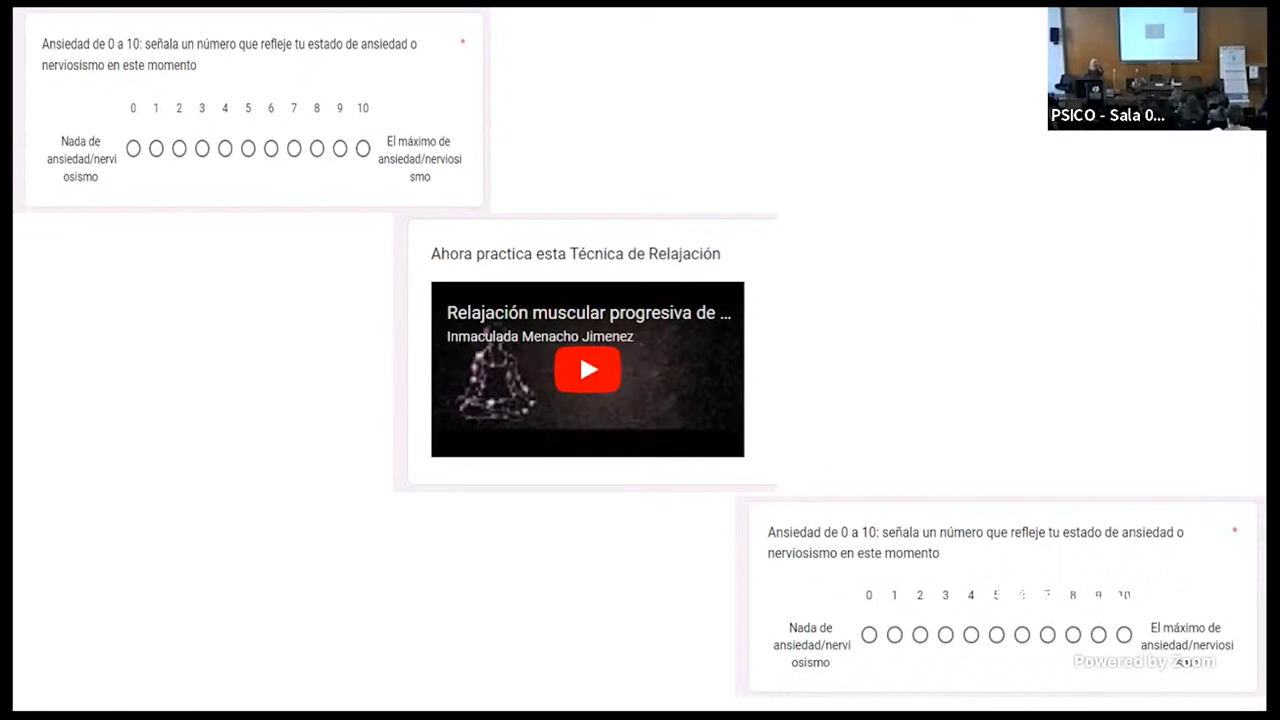 Ansiedad de 0 a 10: señala un número que refleje tu estado de ansiedad o *
nerviosismo en este momento
0 1 2 3 4 5 6 7 8 9 10
Nada de
ansiedad/nervi
osismo
El máximo de
ansiedad/nerviosi
smo
PSICO - Sala 0...
Ahora practica esta Técnica de Relajación
Relajación muscular progresiva de ...
Inmaculada Menacho Jimenez
Ansiedad de 0 a 10: señala un número que refleje tu estado de ansiedad o *
nerviosismo en este momento
0 1 2 3 4 5 6 7 8 9 10
Nada de
ansiedad/nervi
osismo
El máximo de
ansiedad/nerviosi
Powered by Zoom